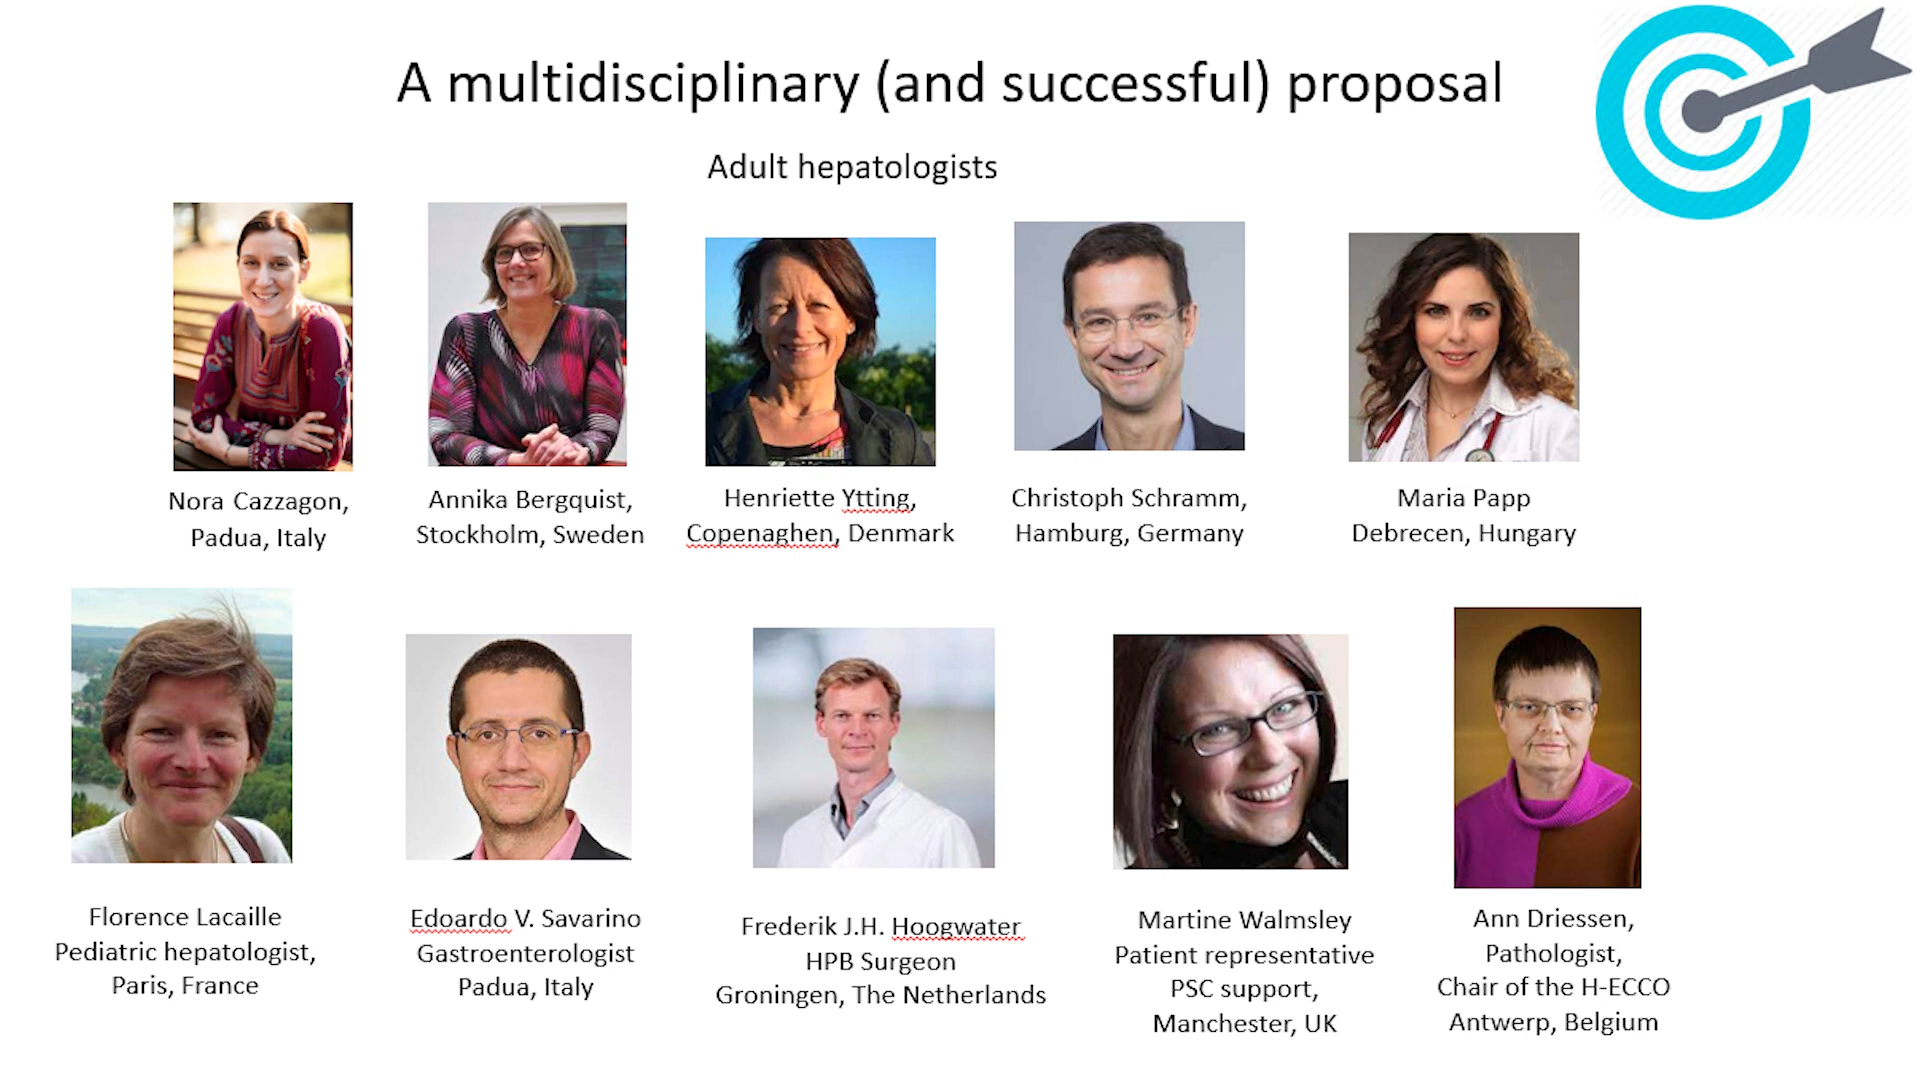 A multidisciplinary (and successful) proposal
Adult hepatologists
Nora Cazzagon,
Padua, Italy
Annika Bergquist,
Stockholm, Sweden
Henriette Ytting,
Copenaghen, Denmark
Christoph Schramm,
Hamburg, Germany
Maria Papp
Debrecen, Hungary
Florence Lacaille
Pediatric hepatologist,
Paris, France
Edoardo V. Savarino
Gastroenterologist
Padua, Italy
Frederik J.H. Hoogwater
HPB Surgeon
Groningen, The Netherlands
Martine Walmsley
Patient representative
PSC support,
Manchester, UK
Ann Driessen,
Pathologist,
Chair of the H-ECCO
Antwerp, Belgium